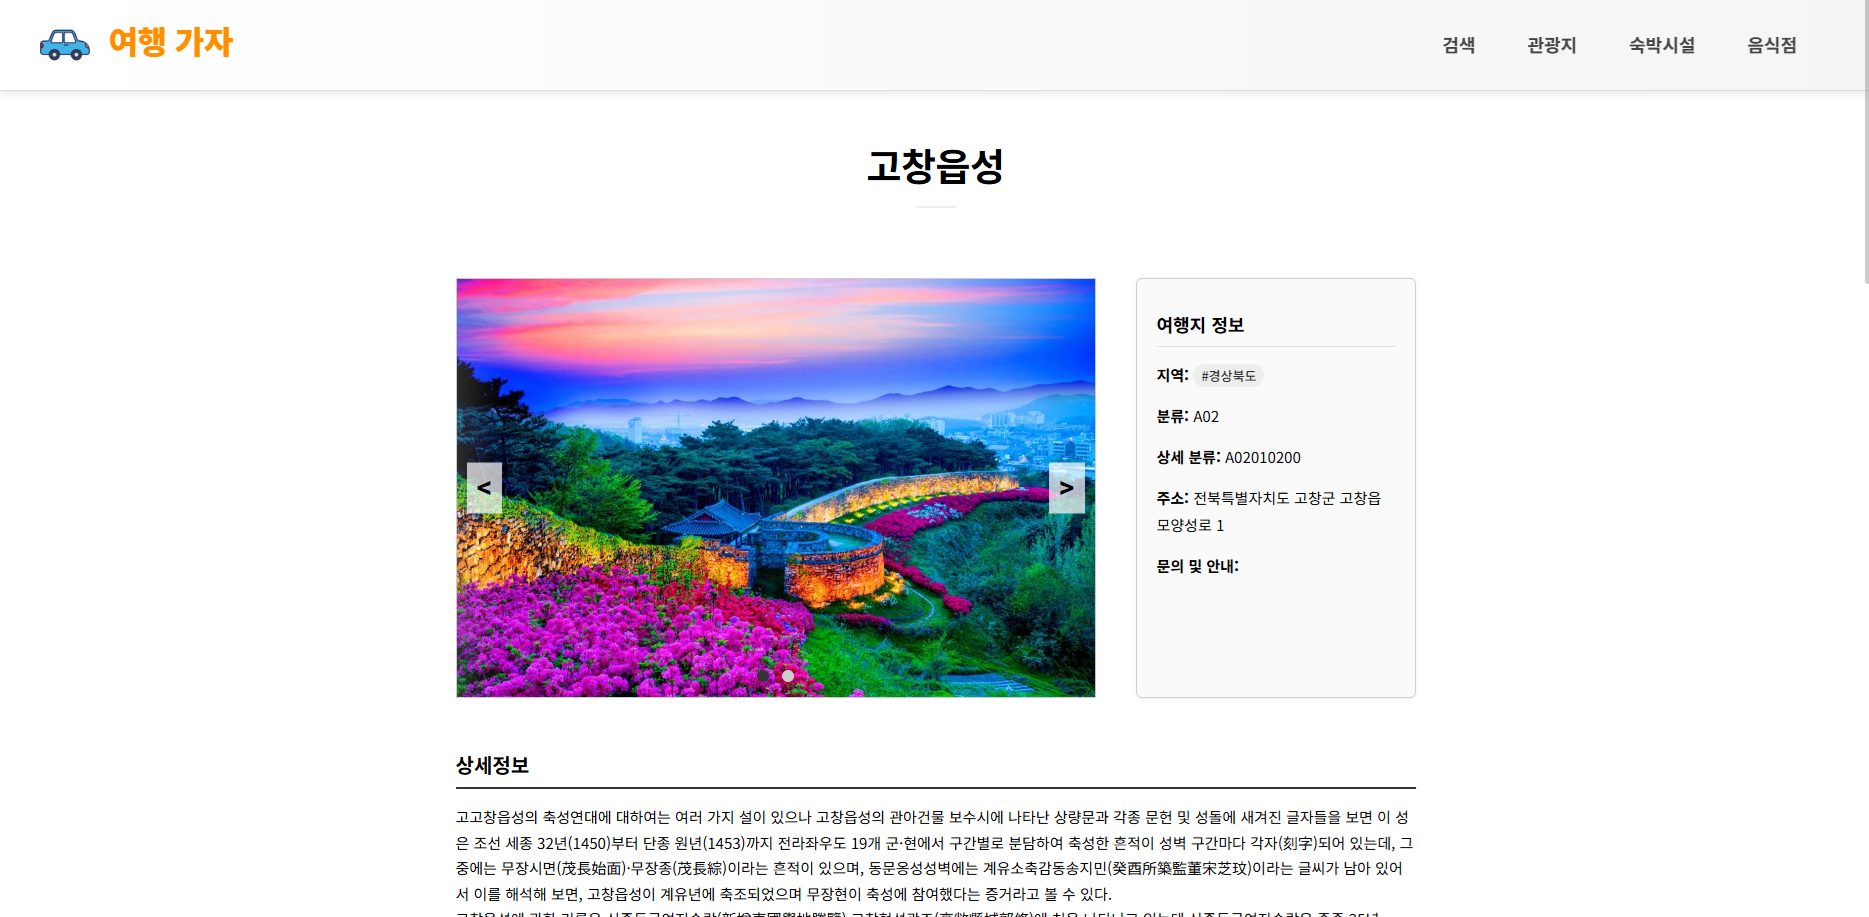 여행 가자
검색
관광지
숙박시설
음식점
고창읍성
<
>
여행지 정보
지역: #경상북도
분류: A02
상세 분류: A02010200
주소: 전북특별자치도 고창군 고창읍
모양성로 1
문의 및 안내:
상세정보
고고창읍성의 축성연대에 대하여는 여러 가지 설이 있으나 고창읍성의 관아건물 보수시에 나타난 상량문과 각종 문헌 및 성돌에 새겨진 글자들을 보면 이 성
은 조선 세종 32년(1450)부터 단종 원년(1453)까지 전라좌우도 19개 군·현에서 구간별로 분담하여 축성한 흔적이 성벽 구간마다 각자(刻字)되어 있는데, 그
중에는 무장시면(茂長始面)·무장종(茂長綜)이라는 흔적이 있으며, 동문옹성성벽에는 계유소축감동송지민(癸酉所築監董宋芝玟)이라는 글씨가 남아 있어
서 이를 해석해 보면, 고창읍성이 계유년에 축조되었으며 무장현이 축성에 참여했다는 증거라고 볼 수 있다.